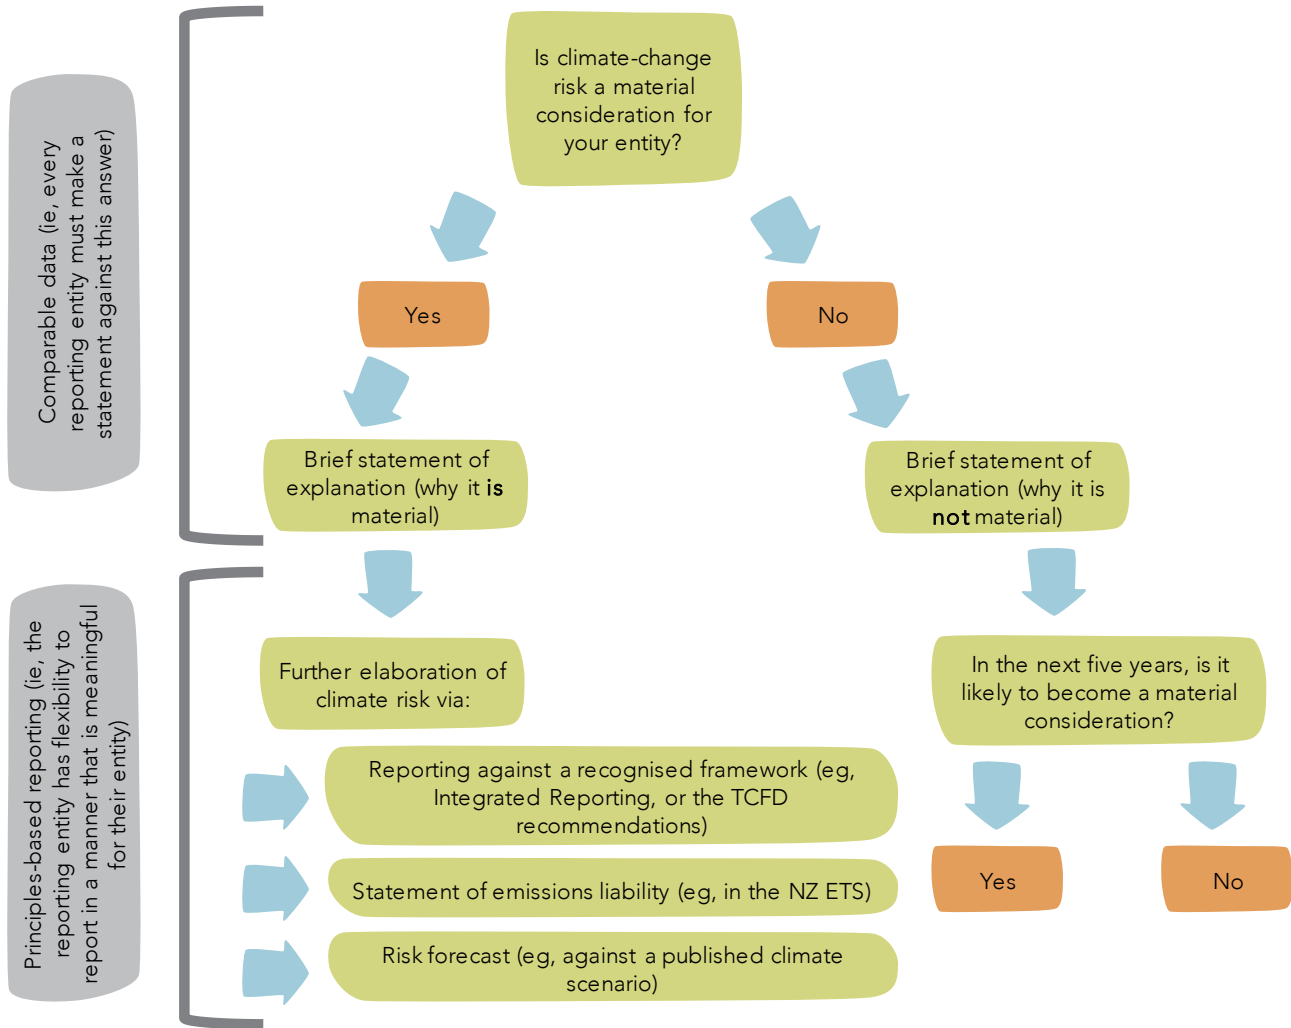 Is climate-change
risk a material
consideration for
your entity?
Comparable data (ie, every
reporting entity must make a
statement against this answer)
Yes
No
Brief statement of
explanation (why it is
material)
Brief statement of
explanation (why it is
not material)
Principles-based reporting (ie, the
reporting entity has flexibility to
report in a manner that is meaningful
for their entity)
Further elaboration of
climate risk via:
In the next five years, is it
likely to become a material
consideration?
Reporting against a recognised framework (eg,
Integrated Reporting, or the TCFD
recommendations)
Statement of emissions liability (eg, in the NZ ETS)
Yes
No
Risk forecast (eg, against a published climate
scenario)